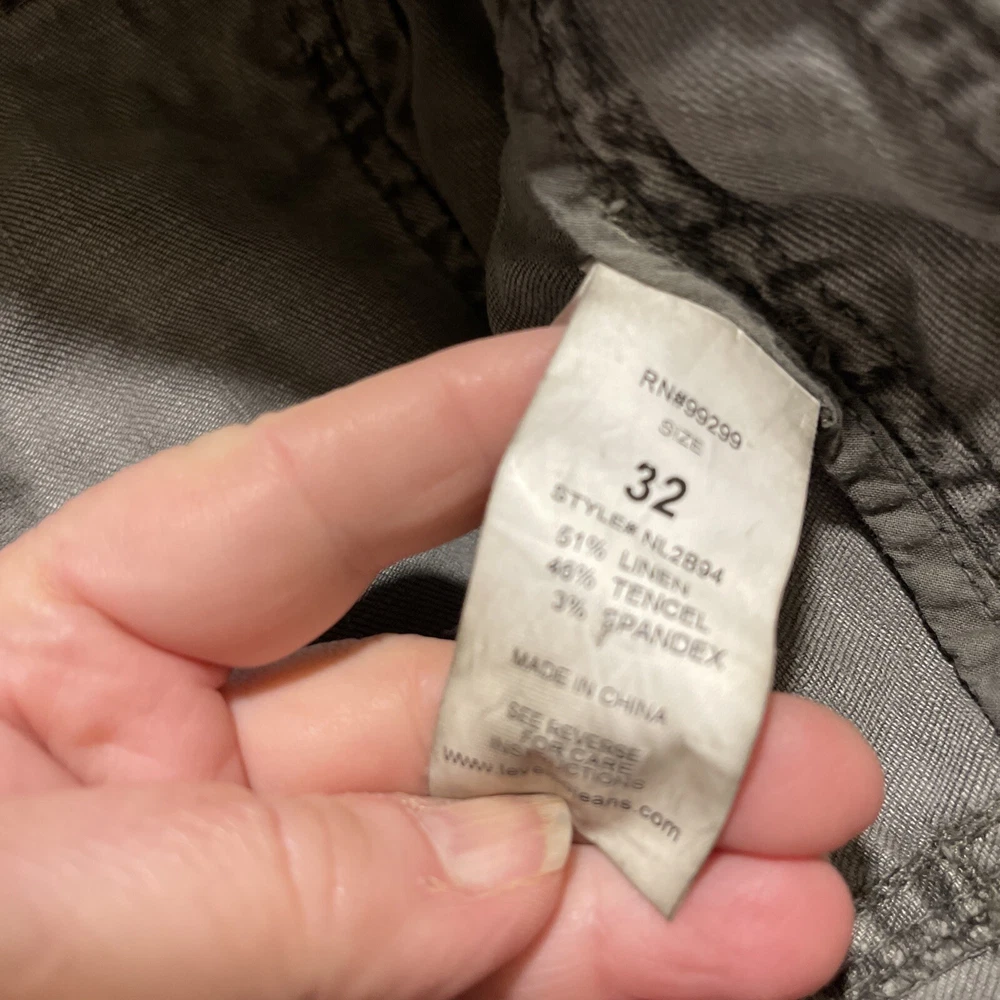 RN#99299
SIZE
32
STYLE# NL2894
51% LINEN
46% TENCEL
3% SPANDEX
MADE IN CHINA
SEE REVERSE
FOR CARE
INSTRUCTIONS